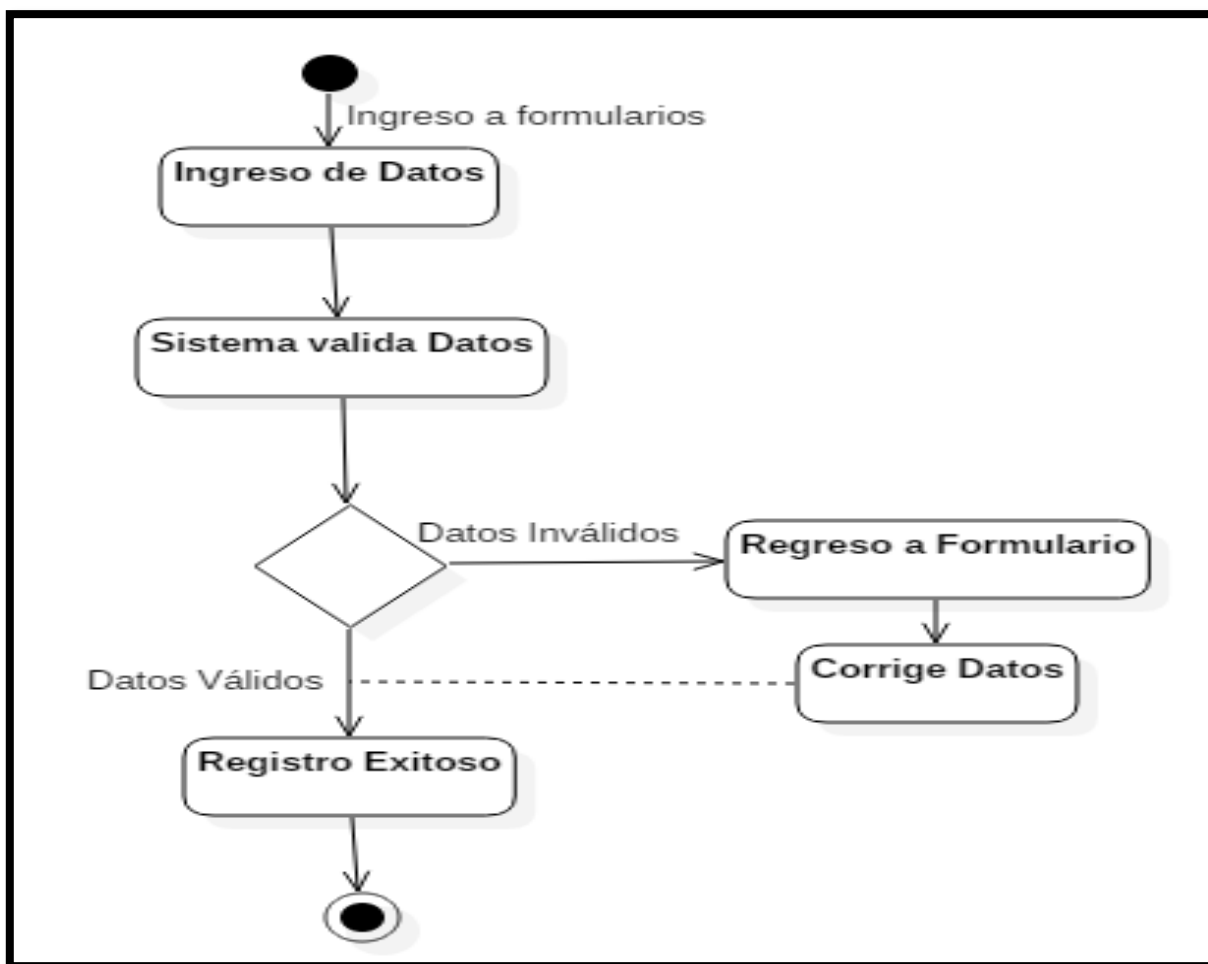 Ingreso a formularios
Ingreso de Datos
Sistema valida Datos
Datos Inválidos
Regreso a Formulario
Corrige Datos
Datos Válidos
Registro Exitoso